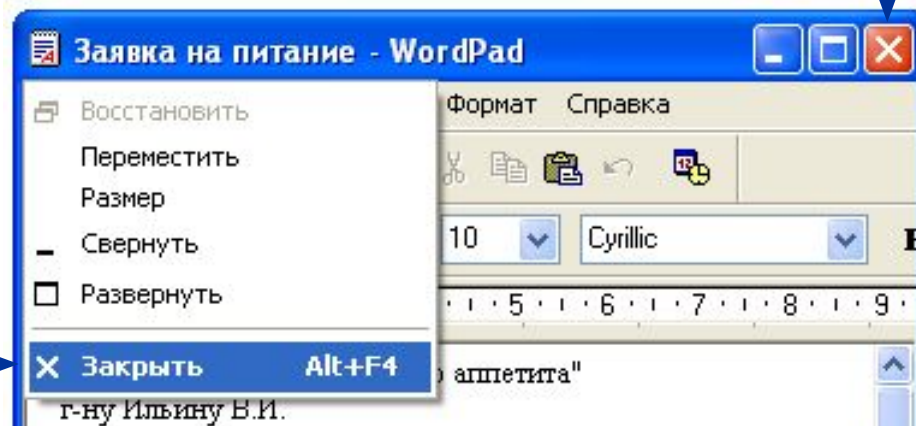 Заявка на питание - WordPad
Восстановить
Переместить
Размер
Свернуть
Развернуть
Закрыть Alt+F4
Формат Справка
10 Cyrillic
5 6 7 8 9
аппетита"
г-ну Ильину В.И.